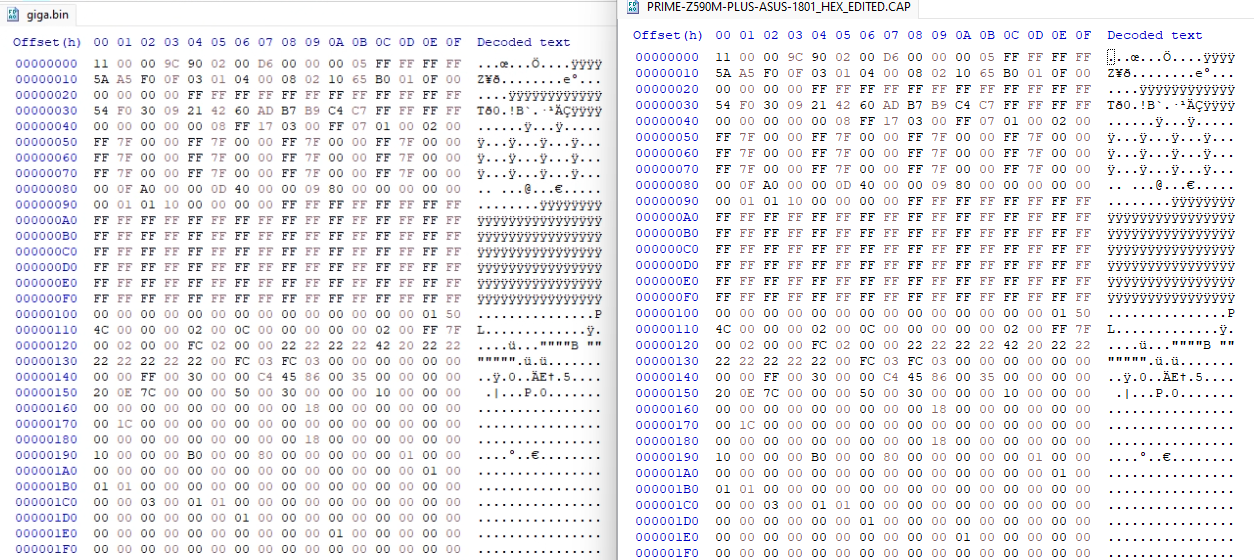 giga.bin
Offset(h) 00 01 02 03 04 05 06 07 08 09 0A 0B 0C 0D 0E 0F Decoded text
00000000 11 00 00 9C 90 02 00 D6 00 00 00 05 FF FF FF FF ...œ...Ö....ÿÿÿÿ
00000010 5A A5 F0 0F 03 01 04 00 08 02 10 65 B0 01 0F 00 Z¥ð........e°...
00000020 00 00 00 00 FF FF FF FF FF FF FF FF FF FF FF FF ....ÿÿÿÿÿÿÿÿÿÿÿÿ
00000030 54 F0 30 09 21 42 60 AD B7 B9 C4 C7 FF FF FF FF Tð0.!B`.·¹ÄÇÿÿÿÿ
00000040 00 00 00 00 00 08 FF 17 03 00 FF 07 01 00 02 00 ......ÿ...ÿ.....
00000050 FF 7F 00 00 FF 7F 00 00 FF 7F 00 00 FF 7F 00 00 ÿ...ÿ...ÿ...ÿ...
00000060 FF 7F 00 00 FF 7F 00 00 FF 7F 00 00 FF 7F 00 00 ÿ...ÿ...ÿ...ÿ...
00000070 FF 7F 00 00 FF 7F 00 00 FF 7F 00 00 FF 7F 00 00 ÿ...ÿ...ÿ...ÿ...
00000080 00 0F A0 00 00 0D 40 00 00 09 80 00 00 00 00 00 .. ...@...€.....
00000090 00 01 01 10 00 00 00 00 FF FF FF FF FF FF FF FF ........ÿÿÿÿÿÿÿÿ
000000A0 FF FF FF FF FF FF FF FF FF FF FF FF FF FF FF FF ÿÿÿÿÿÿÿÿÿÿÿÿÿÿÿÿ
000000B0 FF FF FF FF FF FF FF FF FF FF FF FF FF FF FF FF ÿÿÿÿÿÿÿÿÿÿÿÿÿÿÿÿ
000000C0 FF FF FF FF FF FF FF FF FF FF FF FF FF FF FF FF ÿÿÿÿÿÿÿÿÿÿÿÿÿÿÿÿ
000000D0 FF FF FF FF FF FF FF FF FF FF FF FF FF FF FF FF ÿÿÿÿÿÿÿÿÿÿÿÿÿÿÿÿ
000000E0 FF FF FF FF FF FF FF FF FF FF FF FF FF FF FF FF ÿÿÿÿÿÿÿÿÿÿÿÿÿÿÿÿ
000000F0 FF FF FF FF FF FF FF FF FF FF FF FF FF FF FF FF ÿÿÿÿÿÿÿÿÿÿÿÿÿÿÿÿ
00000100 00 00 00 00 00 00 00 00 00 00 00 00 00 00 01 50 ...............P
00000110 4C 00 00 00 02 00 0C 00 00 00 00 00 02 00 FF 7F L.............ÿ.
00000120 00 02 00 00 FC 02 00 00 22 22 22 22 42 20 22 22 ....ü...""""B ""
00000130 22 22 22 22 22 00 FC 03 FC 03 00 00 00 00 00 00 """"".ü.ü.......
00000140 00 00 FF 00 30 00 00 C4 45 86 00 35 00 00 00 00 ..ÿ.0..ÄE†.5....
00000150 20 0E 7C 00 00 00 50 00 30 00 00 00 10 00 00 00  .|...P.0.......
00000160 00 00 00 00 00 00 00 00 00 18 00 00 00 00 00 00 ................
00000170 00 1C 00 00 00 00 00 00 00 00 00 00 00 00 00 00 ................
00000180 00 00 00 00 00 00 00 00 00 18 00 00 00 00 00 00 ................
00000190 10 00 00 00 B0 00 00 80 00 00 00 00 00 01 00 00 ....°..€........
000001A0 00 00 00 00 00 00 00 00 00 00 00 00 00 00 01 00 ................
000001B0 01 01 00 00 00 00 00 00 00 00 00 00 00 00 00 00 ................
000001C0 00 00 03 00 01 01 00 00 00 00 00 00 00 00 00 00 ................
000001D0 00 00 00 00 00 00 01 00 00 00 00 00 00 00 00 00 ................
000001E0 00 00 00 00 00 00 00 00 00 00 01 00 00 00 00 00 ................
000001F0 00 00 00 00 00 00 00 00 00 00 00 00 00 00 00 00 ................
PRIME-Z590M-PLUS-ASUS-1801_HEX_EDITED.CAP
Offset(h) 00 01 02 03 04 05 06 07 08 09 0A 0B 0C 0D 0E 0F Decoded text
00000000 11 00 00 9C 90 02 00 D6 00 00 00 05 FF FF FF FF ...œ...Ö....ÿÿÿÿ
00000010 5A A5 F0 0F 03 01 04 00 08 02 10 65 B0 01 0F 00 Z¥ð........e°...
00000020 00 00 00 00 FF FF FF FF FF FF FF FF FF FF FF FF ....ÿÿÿÿÿÿÿÿÿÿÿÿ
00000030 54 F0 30 09 21 42 60 AD B7 B9 C4 C7 FF FF FF FF Tð0.!B`.·¹ÄÇÿÿÿÿ
00000040 00 00 00 00 00 08 FF 17 03 00 FF 07 01 00 02 00 ......ÿ...ÿ.....
00000050 FF 7F 00 00 FF 7F 00 00 FF 7F 00 00 FF 7F 00 00 ÿ...ÿ...ÿ...ÿ...
00000060 FF 7F 00 00 FF 7F 00 00 FF 7F 00 00 FF 7F 00 00 ÿ...ÿ...ÿ...ÿ...
00000070 FF 7F 00 00 FF 7F 00 00 FF 7F 00 00 FF 7F 00 00 ÿ...ÿ...ÿ...ÿ...
00000080 00 0F A0 00 00 0D 40 00 00 09 80 00 00 00 00 00 .. ...@...€.....
00000090 00 01 01 10 00 00 00 00 FF FF FF FF FF FF FF FF ........ÿÿÿÿÿÿÿÿ
000000A0 FF FF FF FF FF FF FF FF FF FF FF FF FF FF FF FF ÿÿÿÿÿÿÿÿÿÿÿÿÿÿÿÿ
000000B0 FF FF FF FF FF FF FF FF FF FF FF FF FF FF FF FF ÿÿÿÿÿÿÿÿÿÿÿÿÿÿÿÿ
000000C0 FF FF FF FF FF FF FF FF FF FF FF FF FF FF FF FF ÿÿÿÿÿÿÿÿÿÿÿÿÿÿÿÿ
000000D0 FF FF FF FF FF FF FF FF FF FF FF FF FF FF FF FF ÿÿÿÿÿÿÿÿÿÿÿÿÿÿÿÿ
000000E0 FF FF FF FF FF FF FF FF FF FF FF FF FF FF FF FF ÿÿÿÿÿÿÿÿÿÿÿÿÿÿÿÿ
000000F0 FF FF FF FF FF FF FF FF FF FF FF FF FF FF FF FF ÿÿÿÿÿÿÿÿÿÿÿÿÿÿÿÿ
00000100 00 00 00 00 00 00 00 00 00 00 00 00 00 00 01 50 ...............P
00000110 4C 00 00 00 02 00 0C 00 00 00 00 00 02 00 FF 7F L.............ÿ.
00000120 00 02 00 00 FC 02 00 00 22 22 22 22 42 20 22 22 ....ü...""""B ""
00000130 22 22 22 22 22 00 FC 03 FC 03 00 00 00 00 00 00 """"".ü.ü.......
00000140 00 00 FF 00 30 00 00 C4 45 86 00 35 00 00 00 00 ..ÿ.0..ÄE†.5....
00000150 20 0E 7C 00 00 00 50 00 30 00 00 00 10 00 00 00  .|...P.0.......
00000160 00 00 00 00 00 00 00 00 00 18 00 00 00 00 00 00 ................
00000170 00 1C 00 00 00 00 00 00 00 00 00 00 00 00 00 00 ................
00000180 00 00 00 00 00 00 00 00 00 18 00 00 00 00 00 00 ................
00000190 10 00 00 00 B0 00 00 80 00 00 00 00 00 01 00 00 ....°..€........
000001A0 00 00 00 00 00 00 00 00 00 00 00 00 00 00 01 00 ................
000001B0 01 01 00 00 00 00 00 00 00 00 00 00 00 00 00 00 ................
000001C0 00 00 03 00 01 01 00 00 00 00 00 00 00 00 00 00 ................
000001D0 00 00 00 00 00 00 01 00 00 00 00 00 00 00 00 00 ................
000001E0 00 00 00 00 00 00 00 00 00 00 01 00 00 00 00 00 ................
000001F0 00 00 00 00 00 00 00 00 00 00 00 00 00 00 00 00 ................